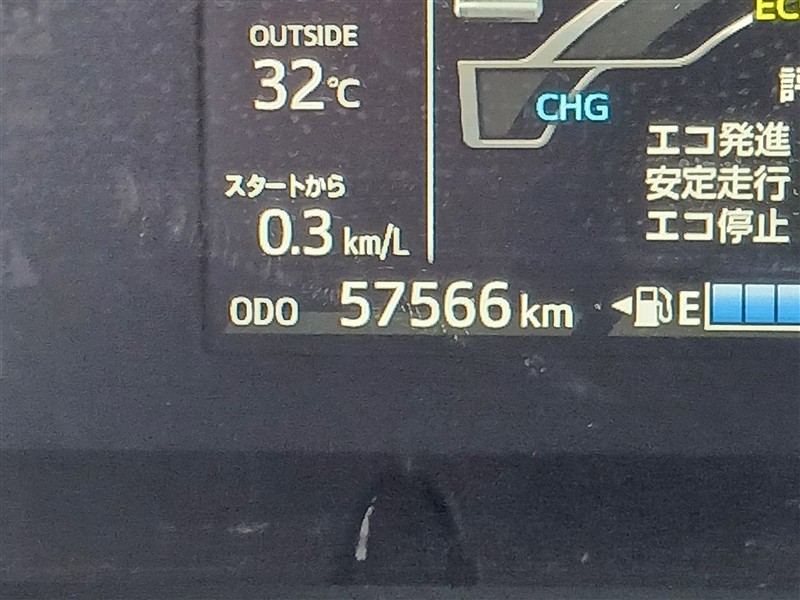 OUTSIDE
32℃
スタートから
0.3 km/L
ODO 57566 km
EC
CHG
エコ発進
安定走行
エコ停止
E